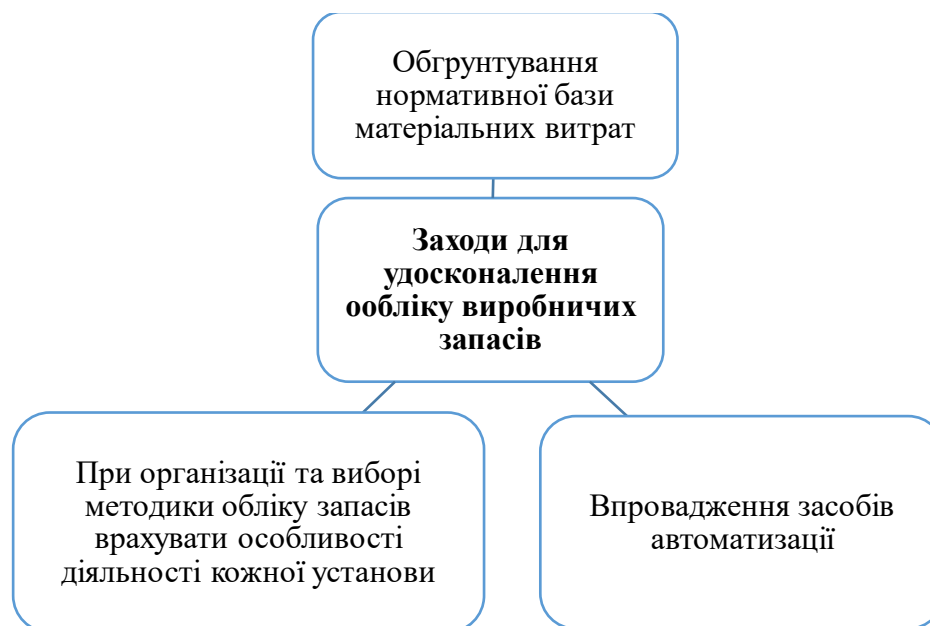 Обгрунтування
нормативної бази
матеріальних витрат
Заходи для
удосконалення
ообліку виробничих
запасів
При організації та виборі
методики обліку запасів
врахувати особливості
діяльності кожної установи
Впровадження засобів
автоматизації